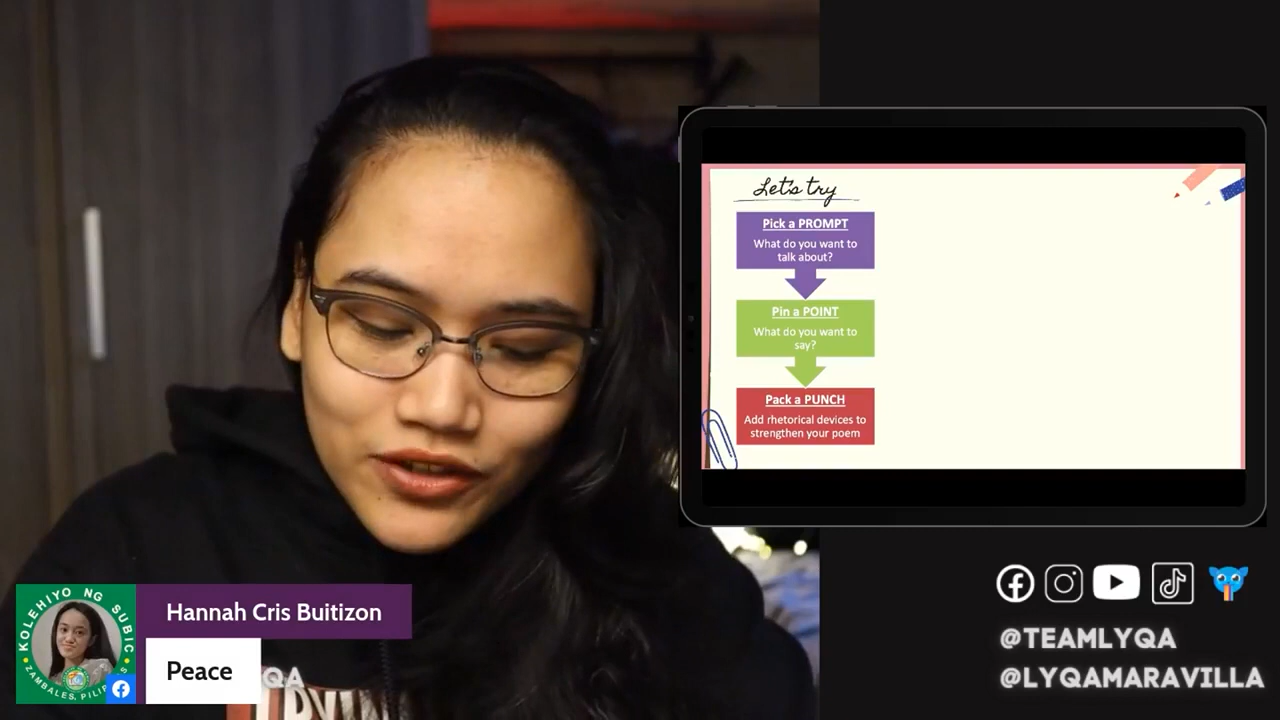 Let's try
Pick a PROMPT
What do you want to
talk about?
Pin a POINT
What do you want to
say?
Pack a PUNCH
Add rhetorical devices to
strengthen your poem
KOLEHIYO NG SUBIC
ZAMBALES,
Hannah Cris Buitizon
Peace
QA
@TEAMLYQA
@LYQAMARAVILLA